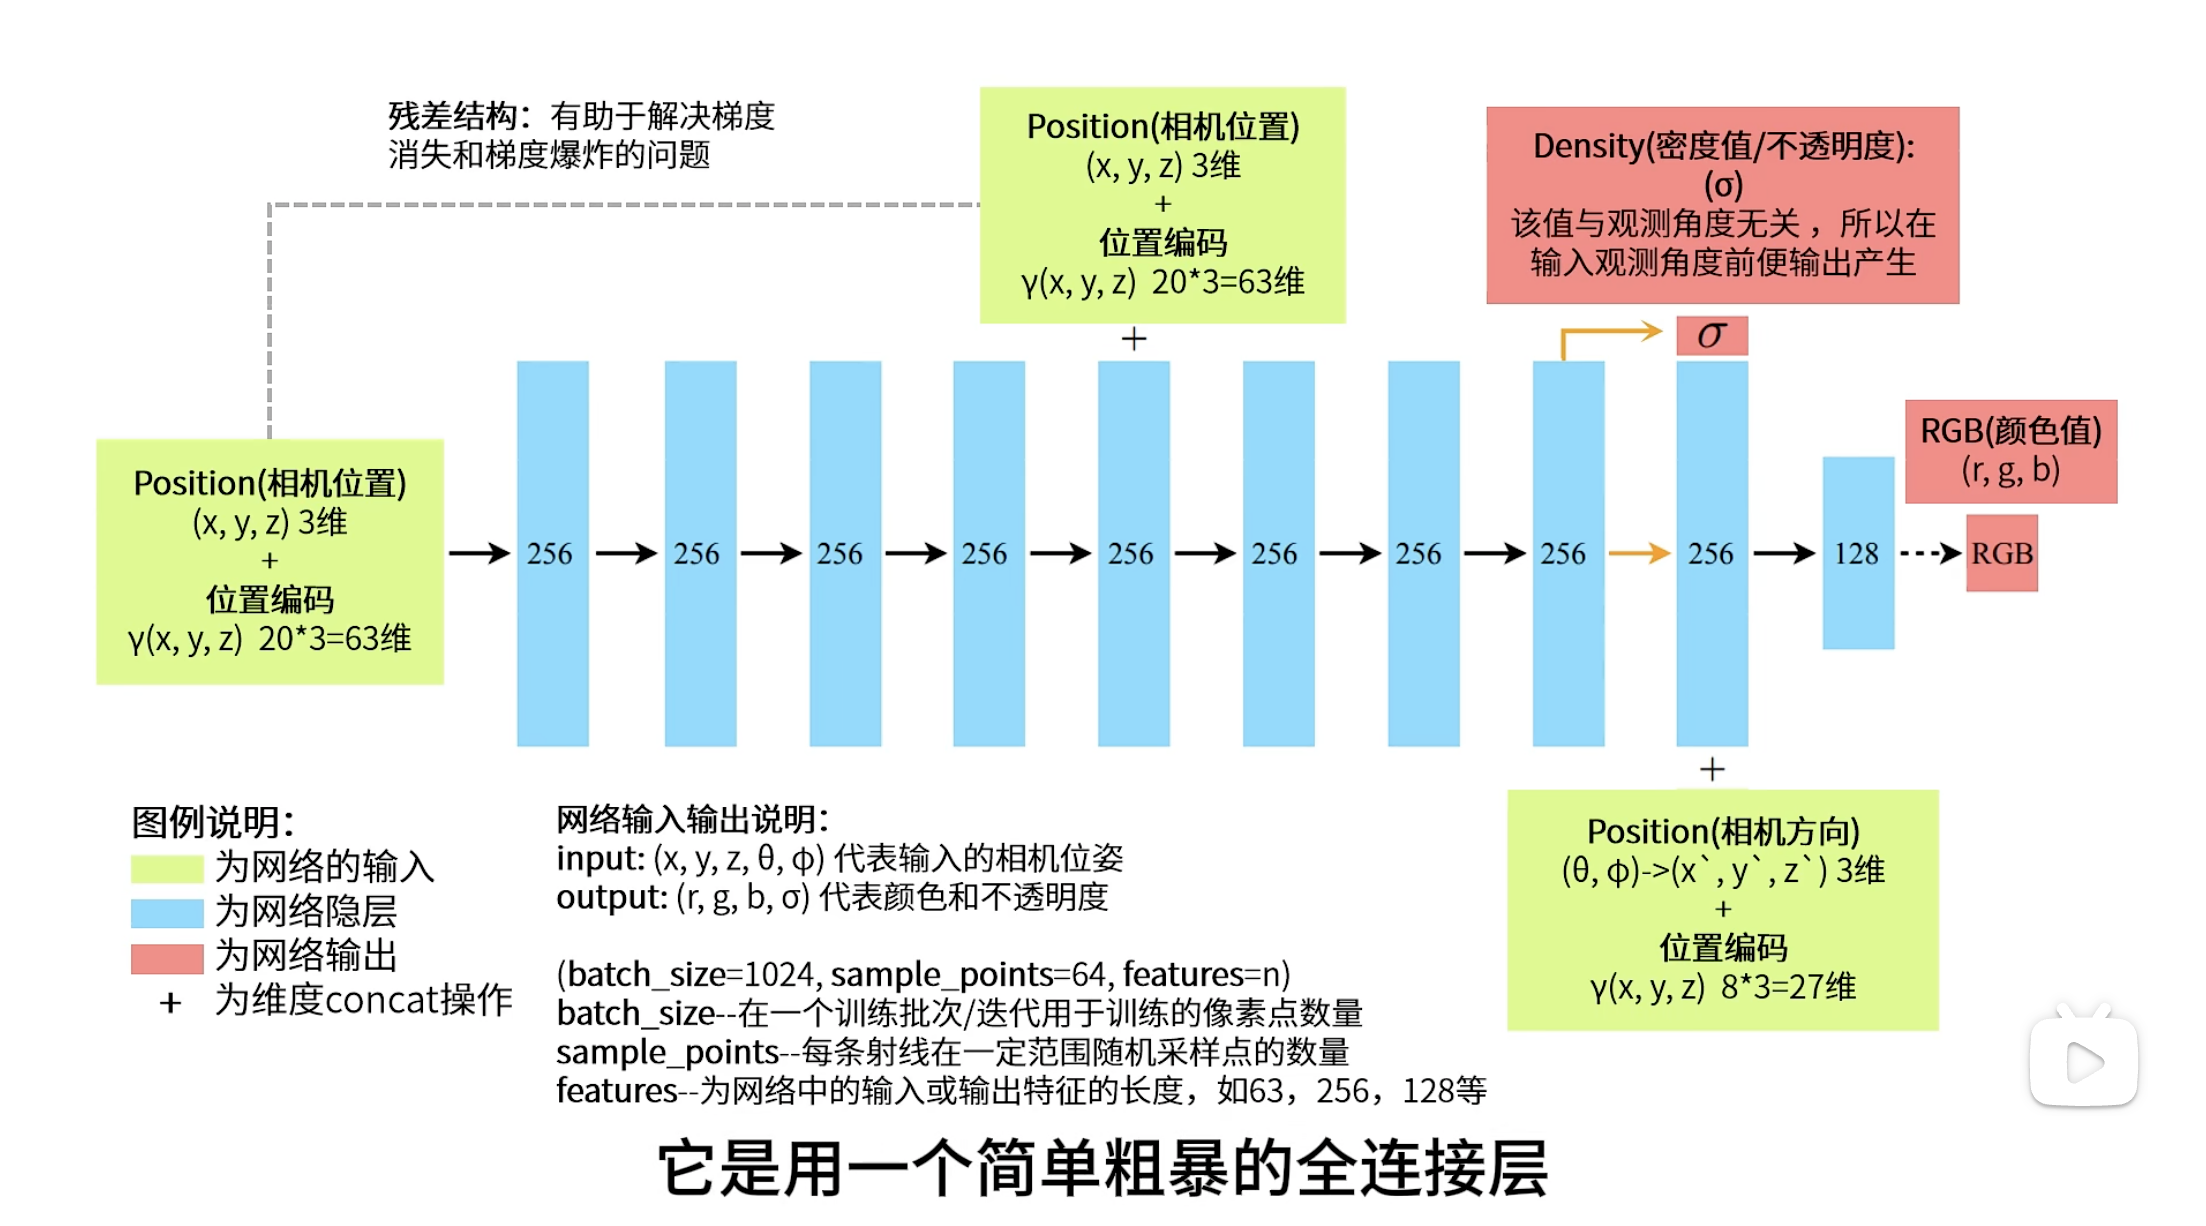 残差结构：有助于解决梯度
消失和梯度爆炸的问题
Position(相机位置)
(x, y, z) 3维
+
位置编码
γ(x, y, z)  20*3=63维
+
Density(密度值/不透明度):
(σ)
该值与观测角度无关，所以在
输入观测角度前便输出产生
σ
RGB(颜色值)
(r, g, b)
Position(相机位置)
(x, y, z) 3维
+
位置编码
γ(x, y, z)  20*3=63维
256
256
256
256
256
256
256
256
256
128
RGB
+
Position(相机方向)
(θ, φ)->(x`, y`, z`) 3维
+
位置编码
γ(x, y, z)  8*3=27维
图例说明：
为网络的输入
为网络隐层
为网络输出
+ 为维度concat操作
网络输入输出说明：
input: (x, y, z, θ, φ) 代表输入的相机位姿
output: (r, g, b, σ) 代表颜色和不透明度
(batch_size=1024, sample_points=64, features=n)
batch_size--在一个训练批次/迭代用于训练的像素点数量
sample_points--每条射线在一定范围随机采样点的数量
features--为网络中的输入或输出特征的长度，如63，256，128等
它是用一个简单粗暴的全连接层